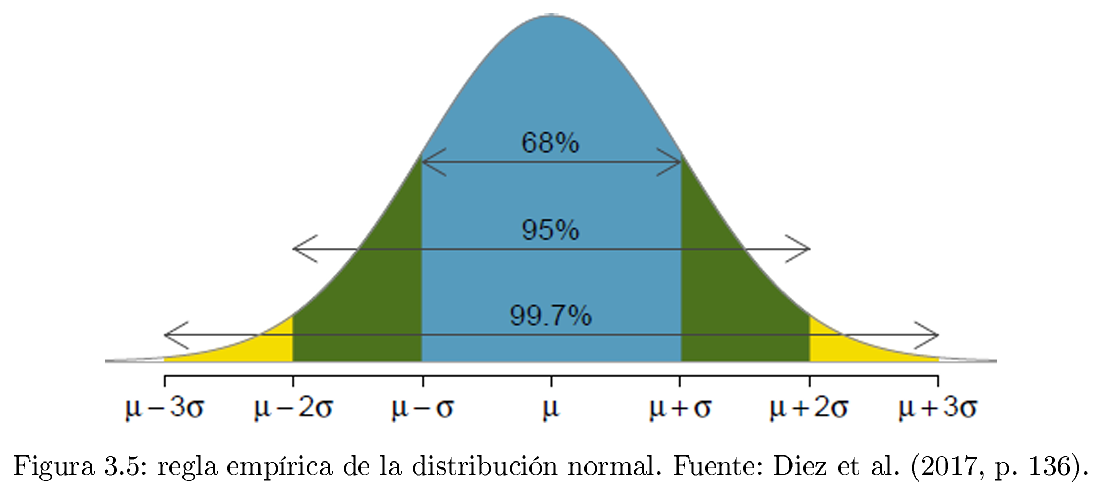 68%
95%
99.7%
μ − 3σ μ − 2σ μ − σ μ μ + σ μ + 2σ μ + 3σ
Figura 3.5: regla empírica de la distribución normal. Fuente: Diez et al. (2017, p. 136).